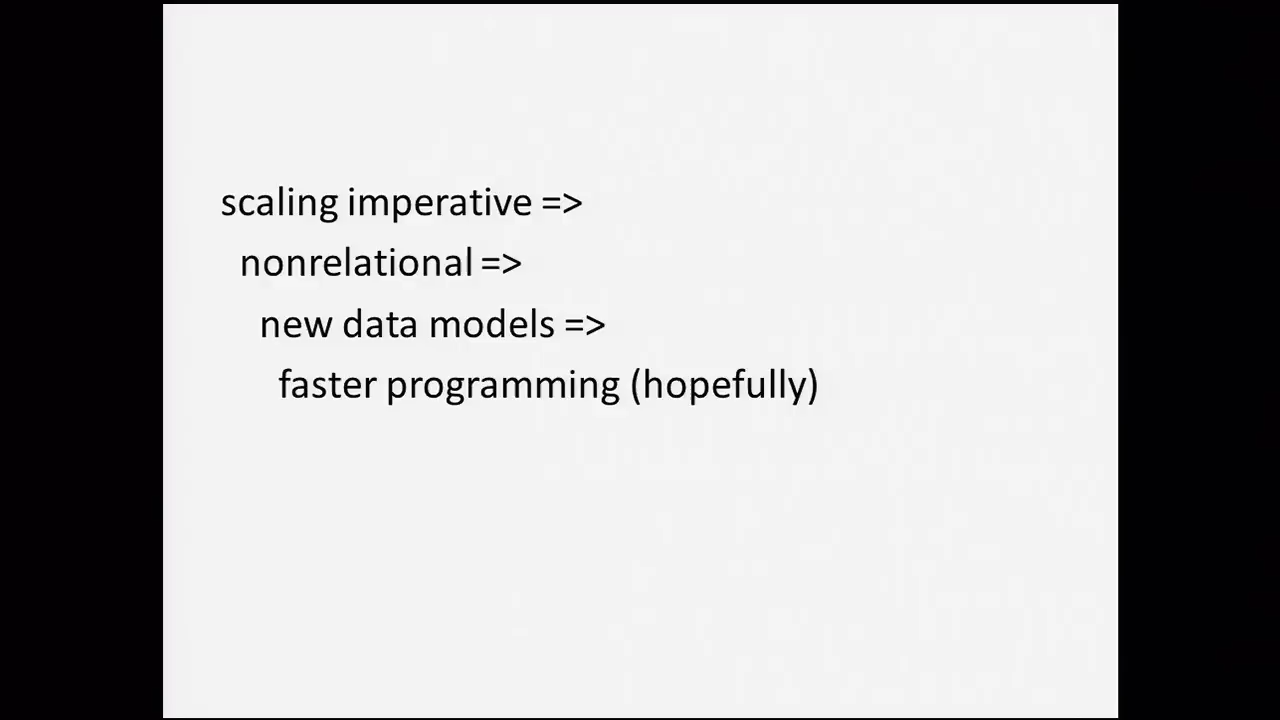 scaling imperative =>
nonrelational =>
new data models =>
faster programming (hopefully)